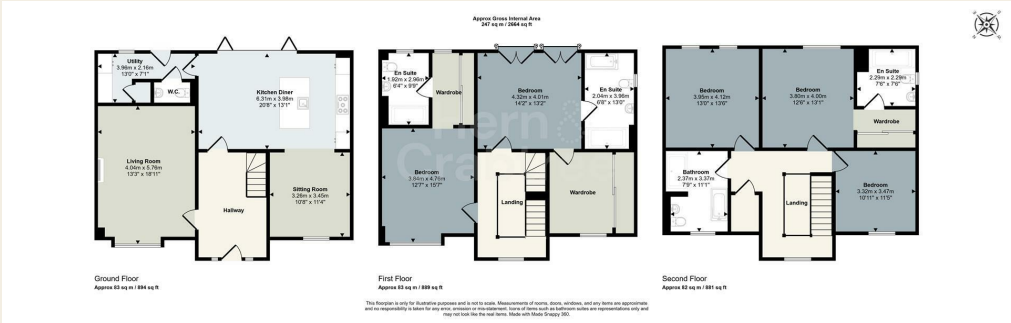 Approx Gross Internal Area
247 sq m / 2664 sq ft
Utility
3.96m x 2.16m
13'0" x 7'1"
W.C.
Kitchen Diner
6.31m x 3.98m
20'8" x 13'1"
Living Room
4.04m x 5.76m
13'3" x 18'11"
Sitting Room
3.26m x 3.45m
10'8" x 11'4"
Hallway
Ground Floor
Approx 83 sq m / 894 sq ft
En Suite
1.92m x 2.96m
6'4" x 9'9"
Wardrobe
Bedroom
4.32m x 4.01m
14'2" x 13'2"
En Suite
2.04m x 3.96m
6'8" x 13'0"
Bedroom
3.84m x 4.76m
12'7" x 15'7"
Landing
Wardrobe
First Floor
Approx 83 sq m / 889 sq ft
Bedroom
3.95m x 4.12m
13'0" x 13'6"
Bedroom
3.80m x 4.00m
12'6" x 13'1"
En Suite
2.29m x 2.29m
7'6" x 7'6"
Wardrobe
Bathroom
2.37m x 3.37m
7'9" x 11'1"
Landing
Bedroom
3.32m x 3.47m
10'11" x 11'5"
Second Floor
Approx 82 sq m / 881 sq ft
This floorplan is only for illustrative purposes and is not to scale. Measurements of rooms, doors, windows, and any items are approximate
and no responsibility is taken for any error, omission or mis-statement. Icons of items such as bathroom suites are representations only and
may not look like the real items. Made with Made Snappy 360.